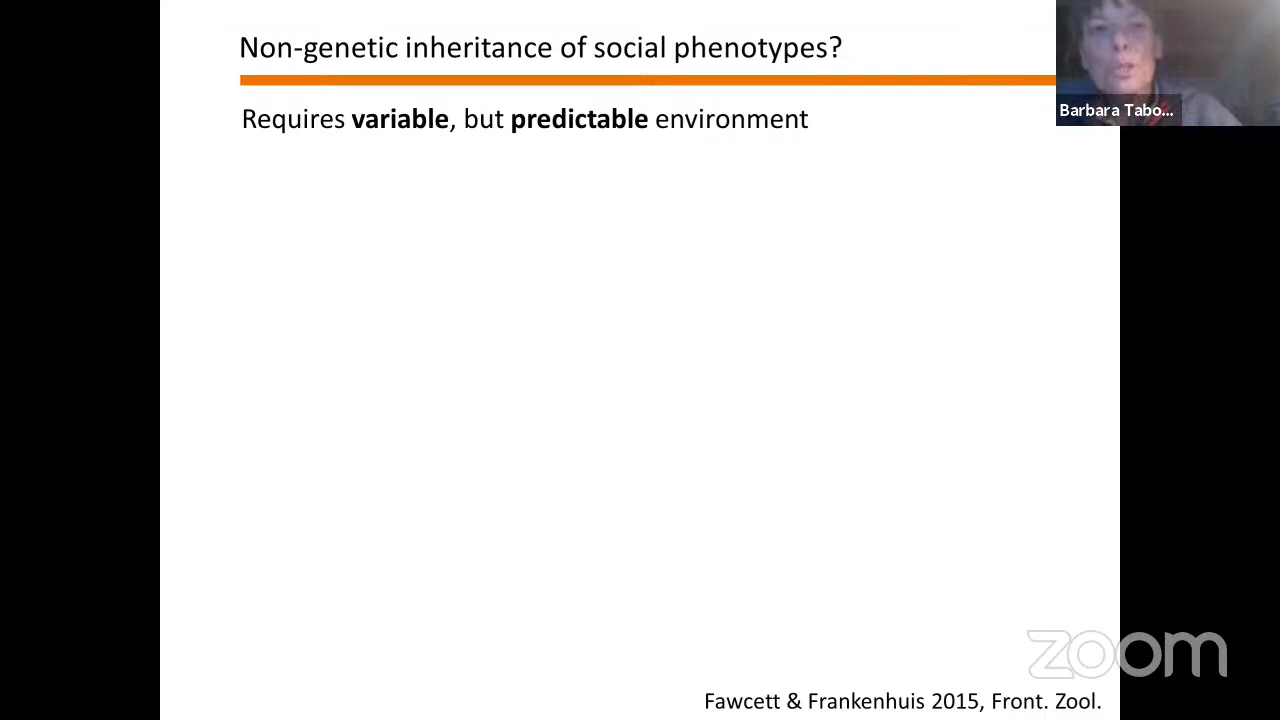 Non-genetic inheritance of social phenotypes?
Requires variable, but predictable environment
Barbara Tabo...
zoom
Fawcett & Frankenhuis 2015, Front. Zool.